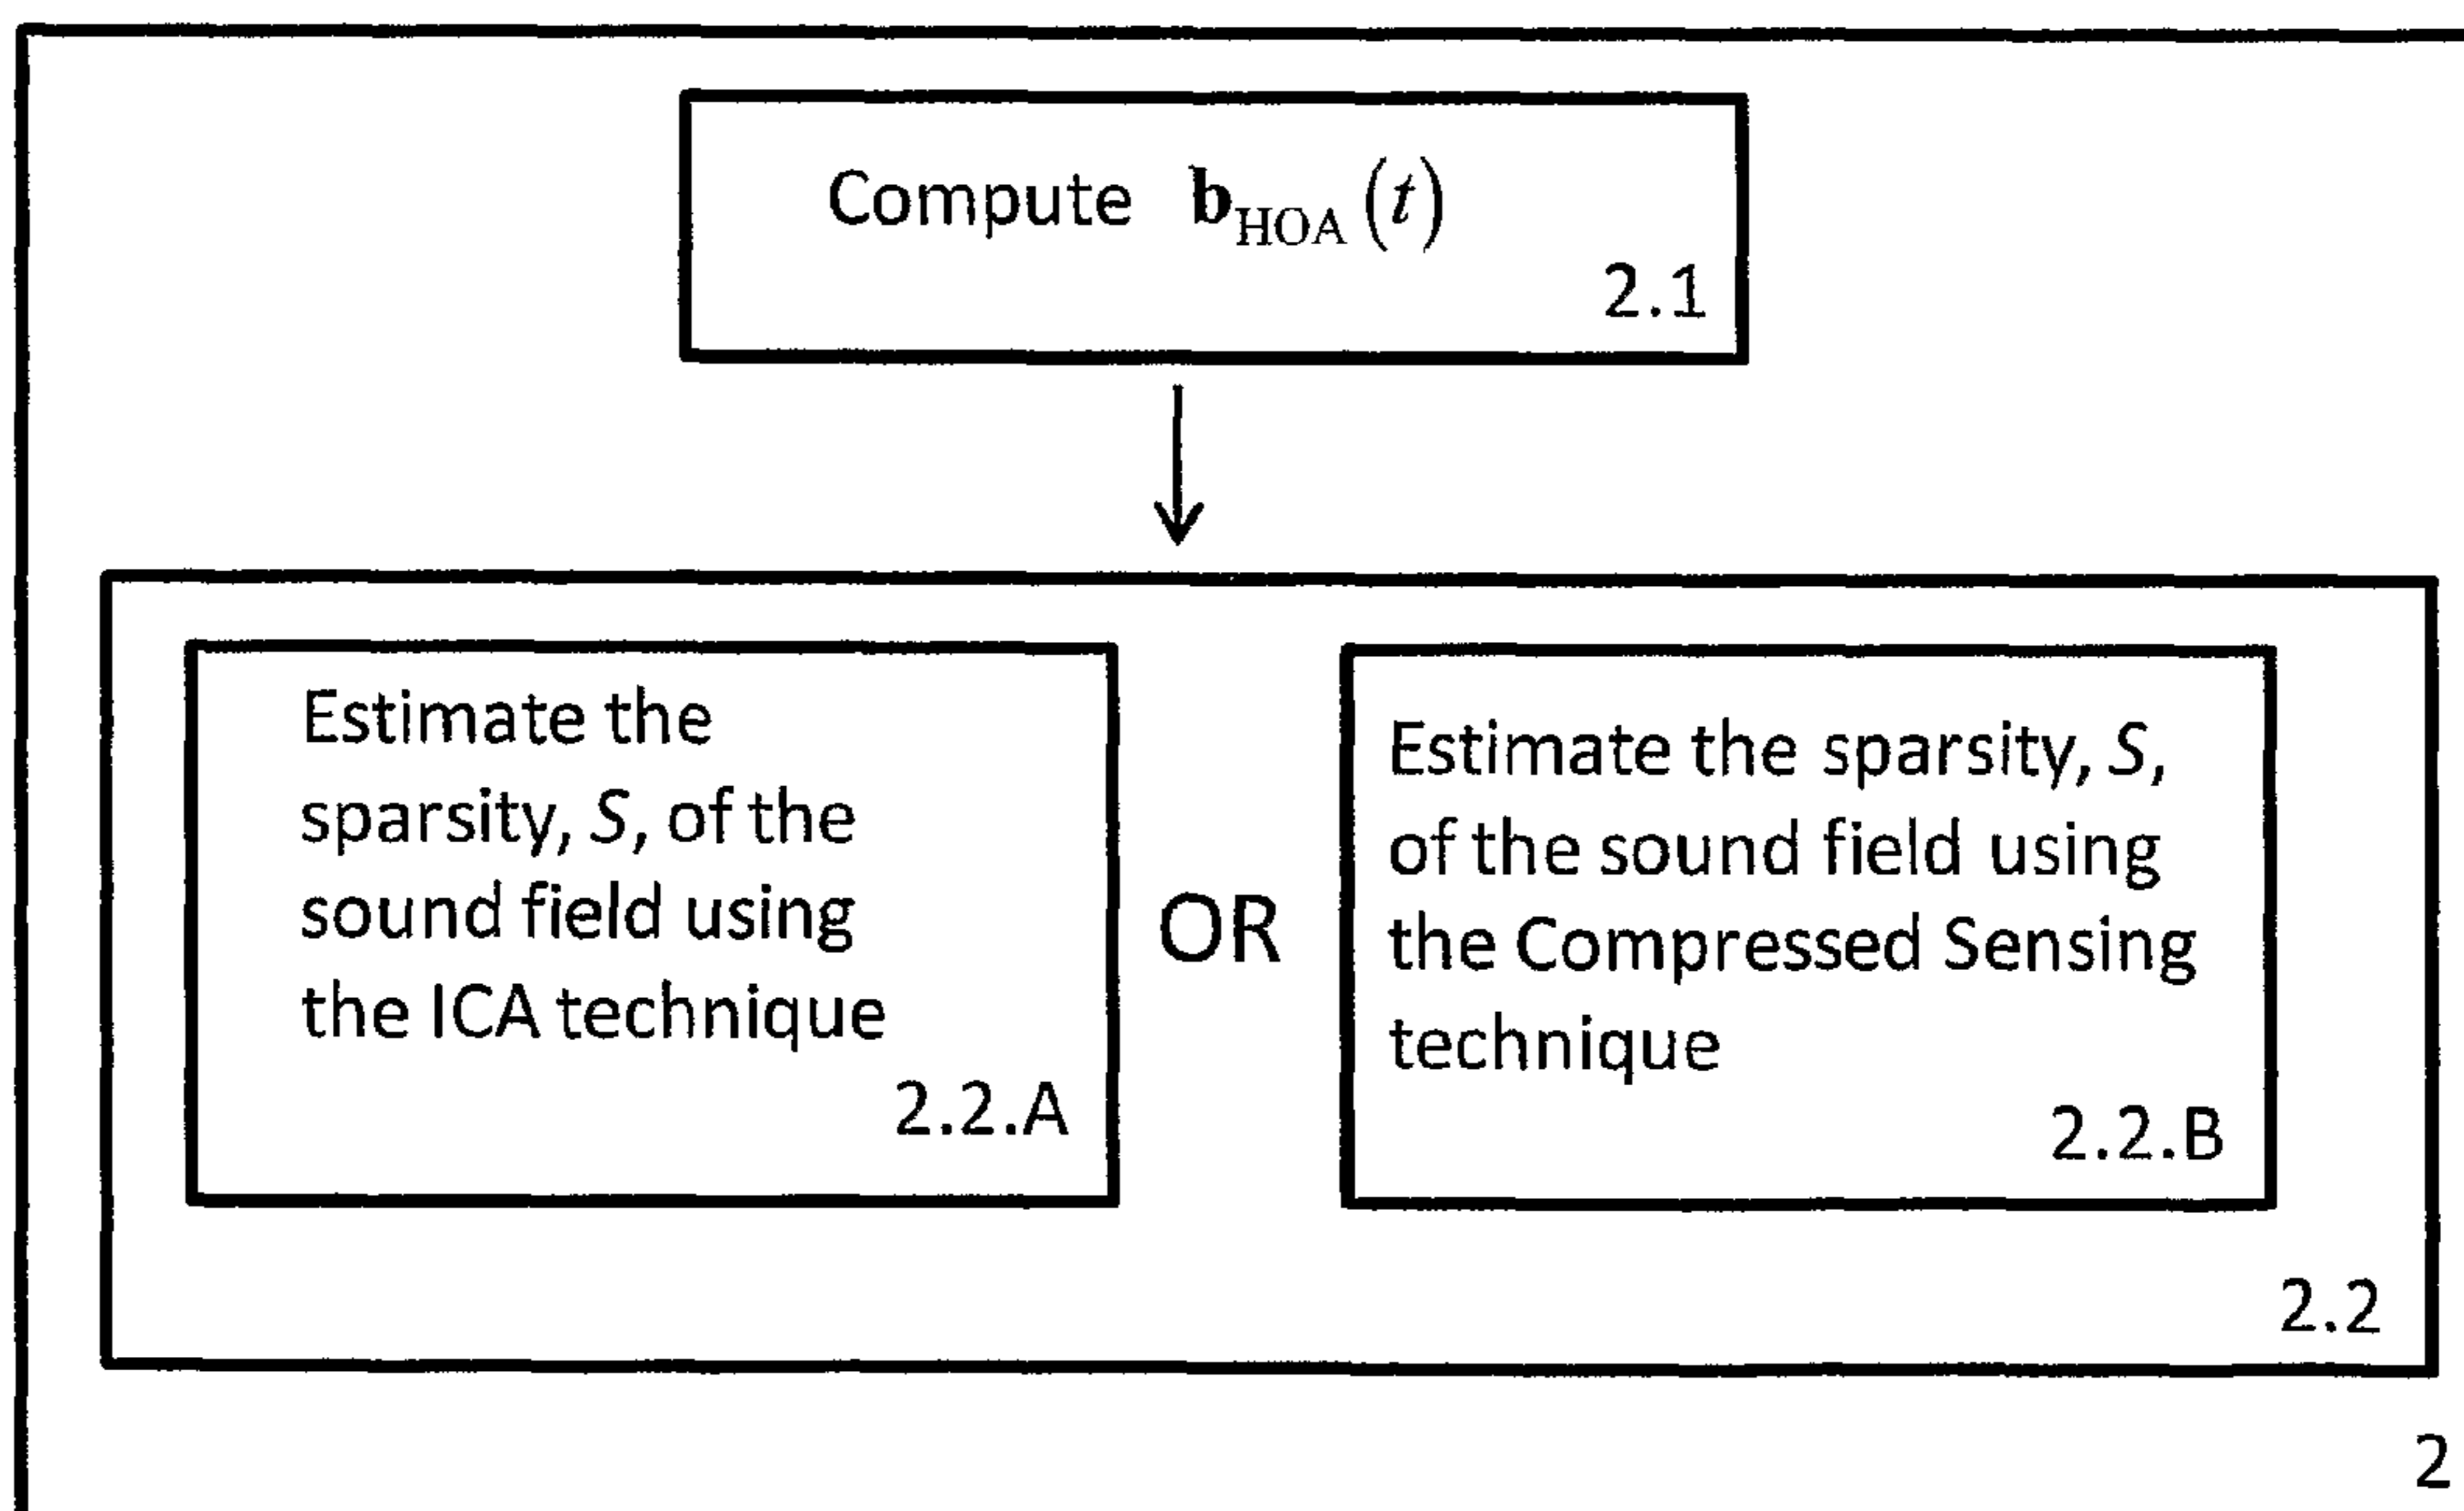 Compute b_HOA (t)
2.1
Estimate the
sparsity, S, of the
sound field using
the ICA technique
2.2.A
OR
Estimate the sparsity, S,
of the sound field using
the Compressed Sensing
technique
2.2.B
2.2
2